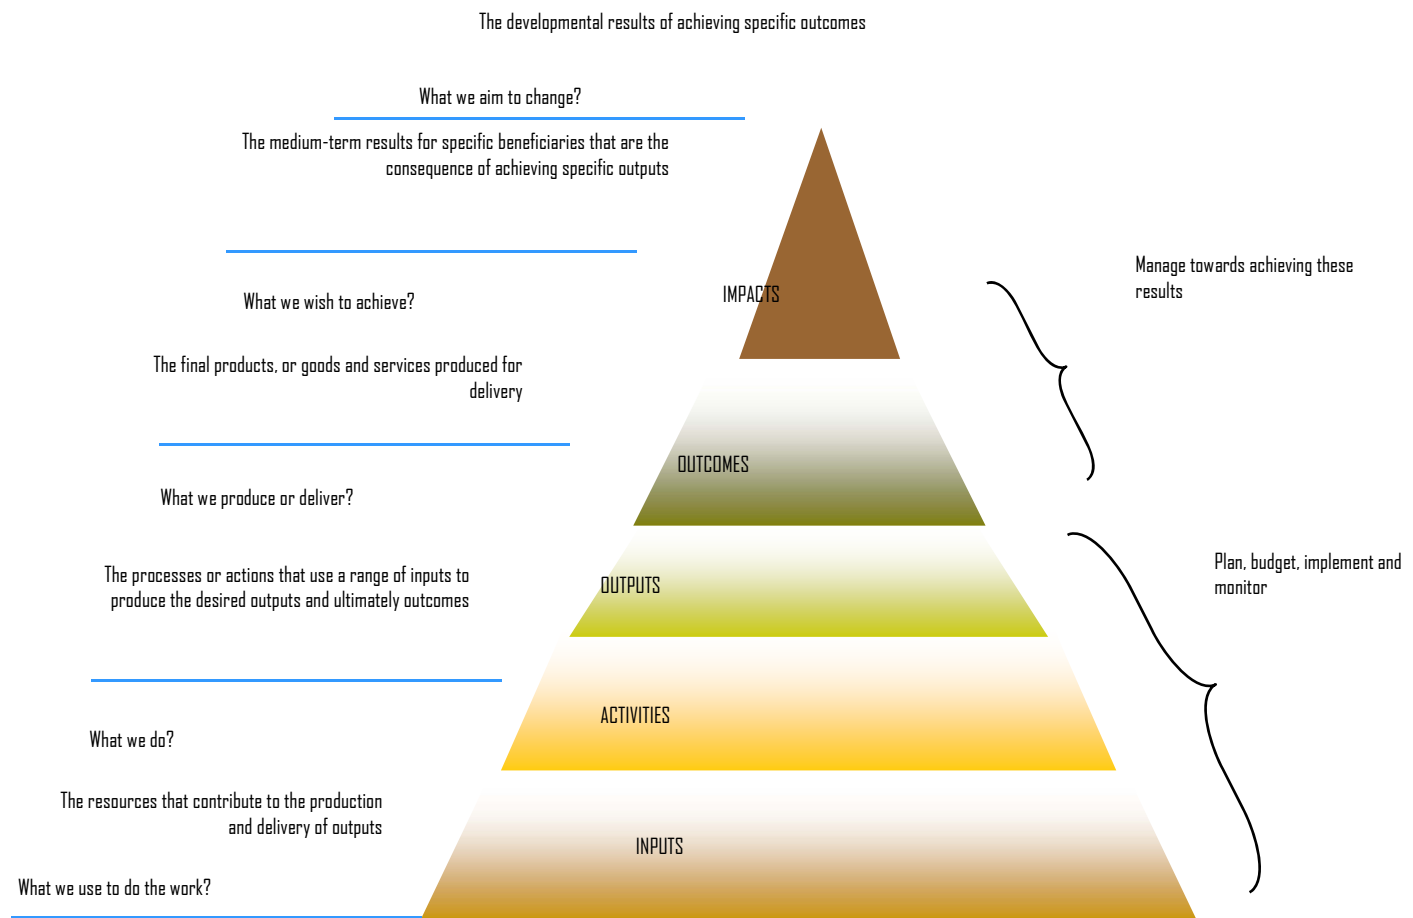 The developmental results of achieving specific outcomes
What we aim to change?
The medium-term results for specific beneficiaries that are the
consequence of achieving specific outputs
Manage towards achieving these
results
IMPACTS
What we wish to achieve?
The final products, or goods and services produced for
delivery
OUTCOMES
What we produce or deliver?
Plan, budget, implement and
monitor
The processes or actions that use a range of inputs to
produce the desired outputs and ultimately outcomes
OUTPUTS
ACTIVITIES
What we do?
The resources that contribute to the production
and delivery of outputs
INPUTS
What we use to do the work?